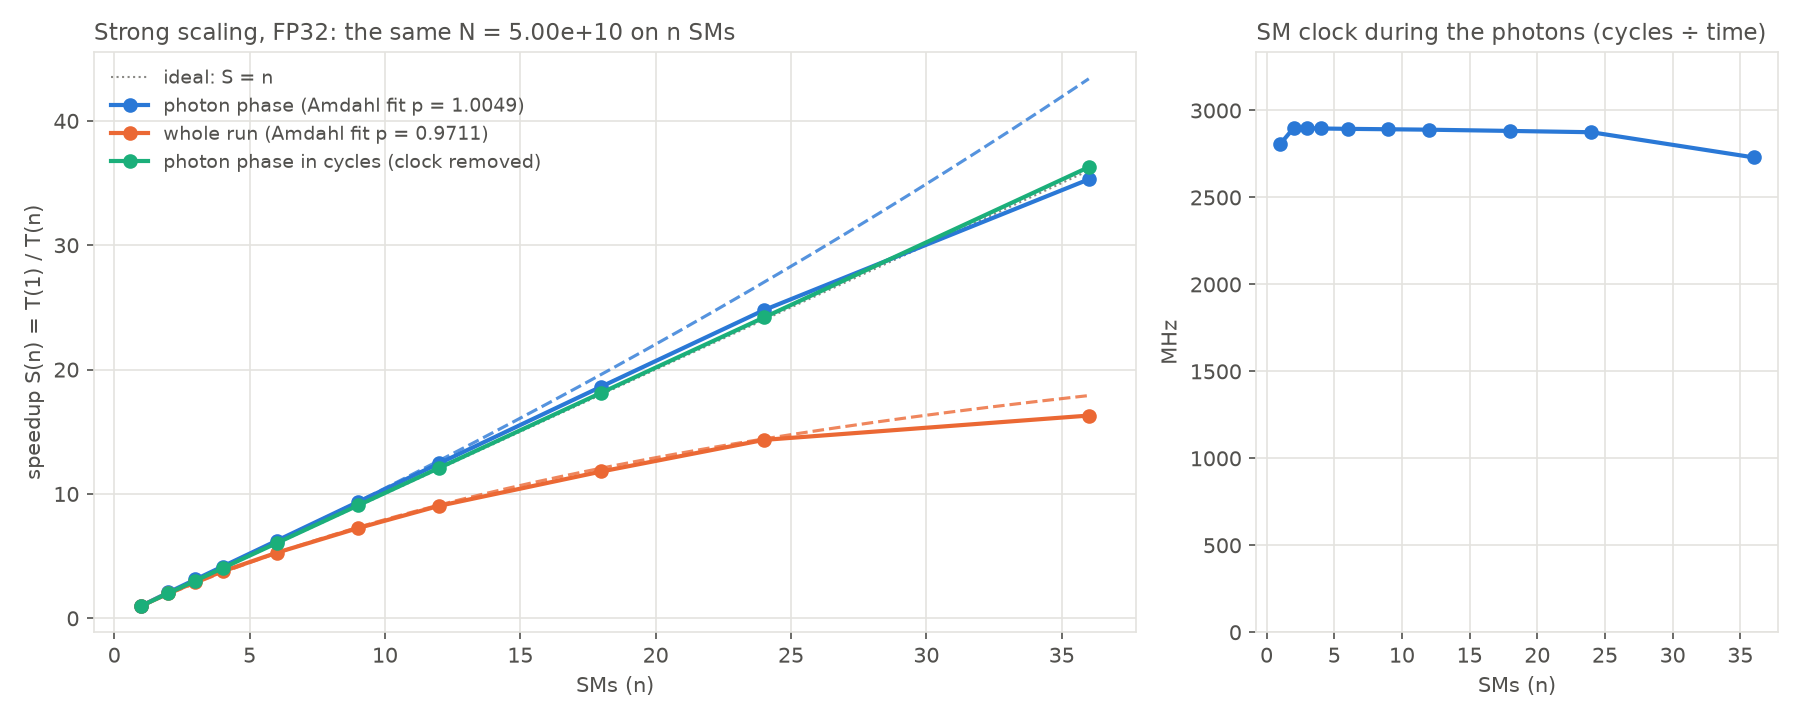 Strong scaling, FP32: the same N = 5.00e+10 on n SMs
ideal: S = n
photon phase (Amdahl fit p = 1.0049)
whole run (Amdahl fit p = 0.9711)
photon phase in cycles (clock removed)
speedup S(n) = T(1) / T(n)
40
30
20
10
0
0 5 10 15 20 25 30 35
SMs (n)
SM clock during the photons (cycles ÷ time)
MHz
3000
2500
2000
1500
1000
500
0
0 5 10 15 20 25 30 35
SMs (n)